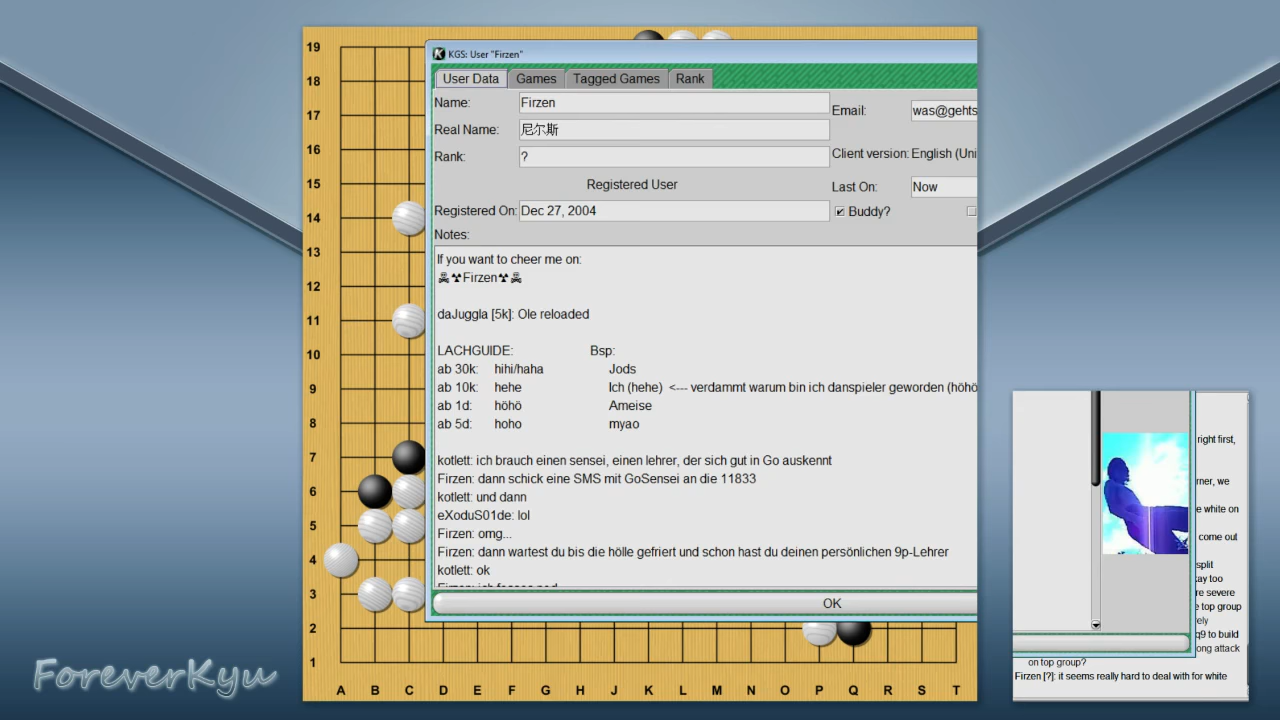 KGS: User "Firzen"
User Data Games Tagged Games Rank
Name: Firzen
Email: was@gehts
Real Name: 尼尔斯
Rank: ?
Client version: English (Uni
Registered User
Last On: Now
Registered On: Dec 27, 2004
Buddy?
Notes:
If you want to cheer me on:
☠☢Firzen☢☠
daJuggla [5k]: Ole reloaded
LACHGUIDE: Bsp:
ab 30k: hihi/haha Jods
ab 10k: hehe Ich (hehe) <--- verdammt warum bin ich danspieler geworden (höhö
ab 1d: höhö Ameise
ab 5d: hoho myao
kotlett: ich brauch einen sensei, einen lehrer, der sich gut in Go auskennt
Firzen: dann schick eine SMS mit GoSensei an die 11833
kotlett: und dann
eXoduS01de: lol
Firzen: omg...
Firzen: dann wartest du bis die hölle gefriert und schon hast du deinen persönlichen 9p-Lehrer
kotlett: ok
OK
19
18
17
16
15
14
13
12
11
10
9
8
7
6
5
4
3
2
1
A B C D E F G H J K L M N O P Q R S T
ForeverKyu
right first,
rner, we
e white on
come out
split
ay too
re severe
e top group
ely
q9 to build
ong attack
on top group?
Firzen [?]: it seems really hard to deal with for white